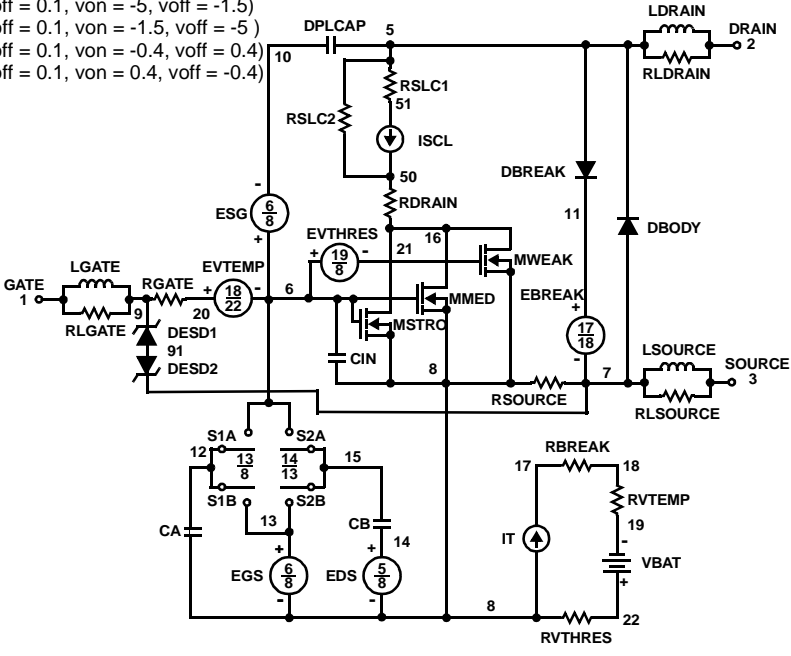 off = 0.1, von = -5, voff = -1.5)
off = 0.1, von = -1.5, voff = -5 )
off = 0.1, von = -0.4, voff = 0.4)
off = 0.1, von = 0.4, voff = -0.4)
DPLCAP
5
10
LDRAIN
DRAIN
2
RLDRAIN
RSLC1
51
RSLC2
ISCL
50
DBREAK
RDRAIN
11
DBODY
ESG
-
6
8
+
EVTHRES
+
19
8
-
21
16
MWEAK
LGATE
GATE
1
RLGATE
RGATE
9
20
EVTEMP
+
18
22
-
6
MMED
MSTRO
EBREAK
+
17
18
-
DESD1
91
DESD2
CIN
8
RSOURCE
7
LSOURCE
SOURCE
3
RLSOURCE
S1A
S2A
12
13
8
14
13
15
S1B
S2B
13
CA
CB
14
+
EGS
6
8
-
+
EDS
5
8
-
RBREAK
17
18
RVTEMP
19
IT
-
VBAT
+
8
22
RVTHRES